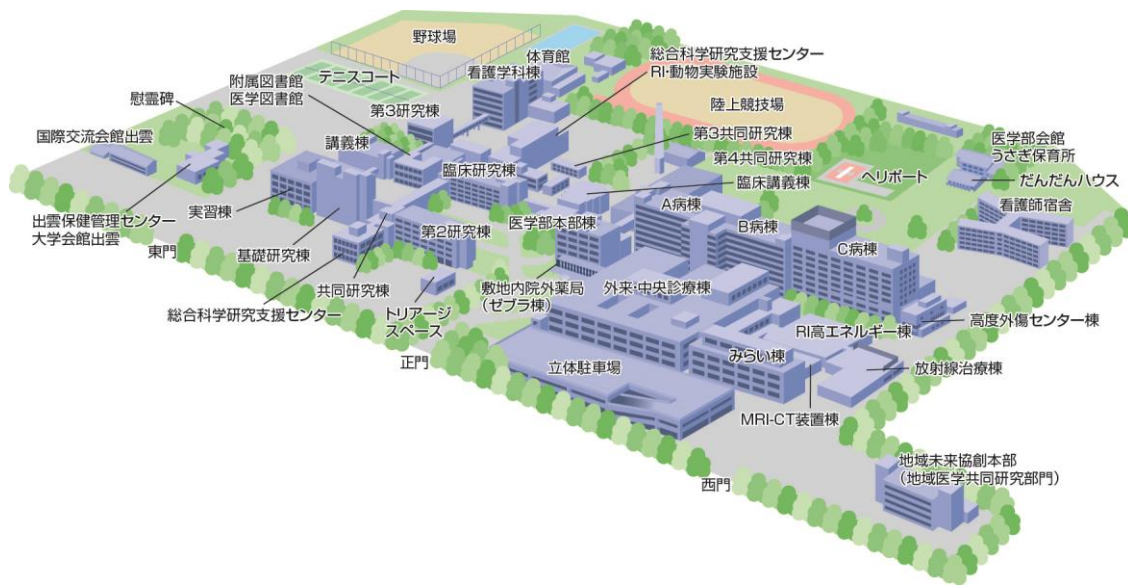 野球場
体育館
総合科学研究支援センター
RI・動物実験施設
看護学科棟
テニスコート
附属図書館
医学図書館
陸上競技場
慰霊碑
第3研究棟
国際交流会館出雲
講義棟
第3共同研究棟
医学部会館
うさぎ保育所
第4共同研究棟
臨床研究棟
ヘリポート
だんだんハウス
臨床講義棟
看護師宿舎
A病棟
実習棟
出雲保健管理センター
大学会館出雲
医学部本部棟
B病棟
第2研究棟
C病棟
東門
基礎研究棟
共同研究棟
敷地内院外薬局
（ゼブラ棟）
外来・中央診療棟
総合科学研究支援センター
トリアージ
スペース
RI高エネルギー棟
高度外傷センター棟
正門
立体駐車場
みらい棟
放射線治療棟
MRI-CT装置棟
地域未来協創本部
（地域医学共同研究部門）
西門